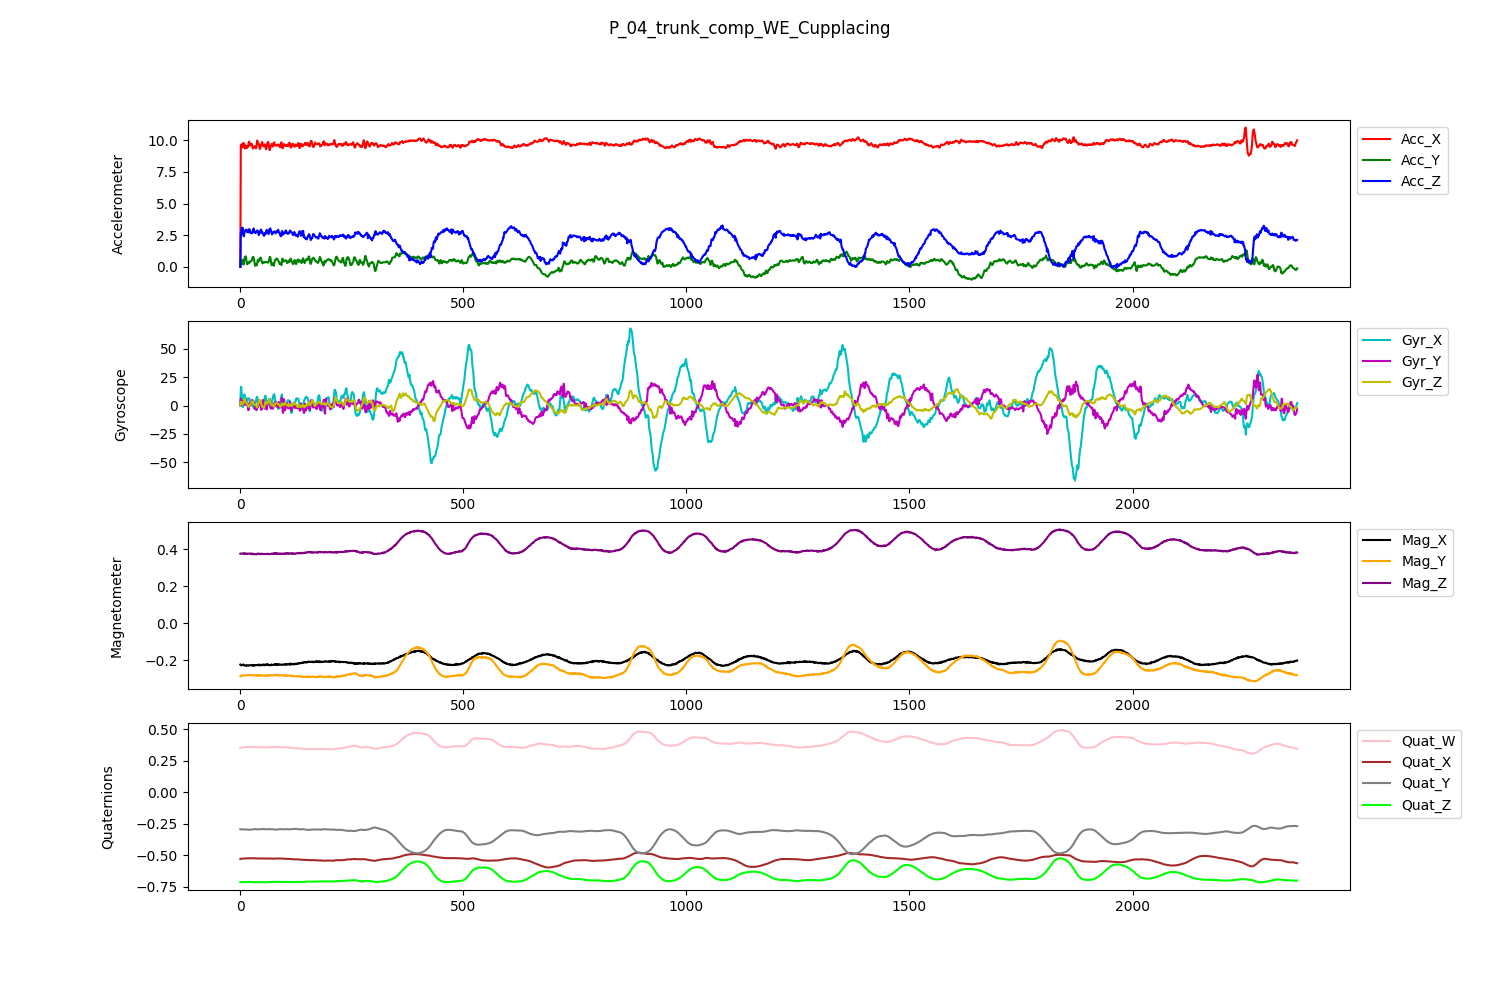 P_04_trunk_comp_WE_Cupplacing
Accelerometer
10.0
7.5
5.0
2.5
0.0
0 500 1000 1500 2000
Acc_X
Acc_Y
Acc_Z
Gyroscope
50
25
0
−25
−50
0 500 1000 1500 2000
Gyr_X
Gyr_Y
Gyr_Z
Magnetometer
0.4
0.2
0.0
−0.2
0 500 1000 1500 2000
Mag_X
Mag_Y
Mag_Z
Quaternions
0.50
0.25
0.00
−0.25
−0.50
−0.75
0 500 1000 1500 2000
Quat_W
Quat_X
Quat_Y
Quat_Z